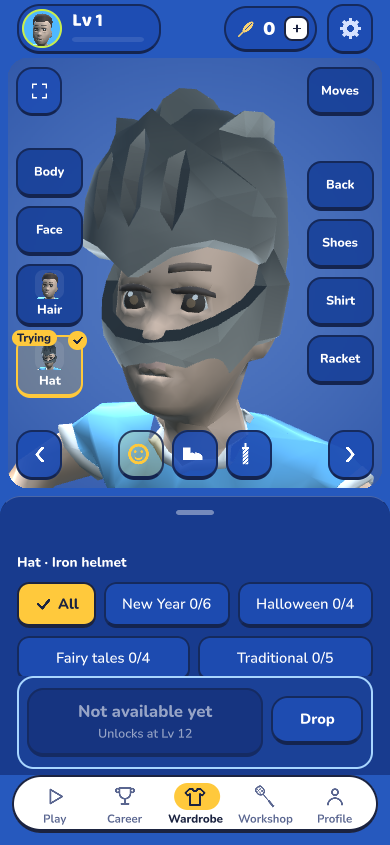 Lv 1
0
+
Moves
Body
Back
Face
Shoes
Hair
Shirt
Trying
Hat
Racket
Hat · Iron helmet
All
New Year 0/6
Halloween 0/4
Fairy tales 0/4
Traditional 0/5
Not available yet
Unlocks at Lv 12
Drop
Play
Career
Wardrobe
Workshop
Profile